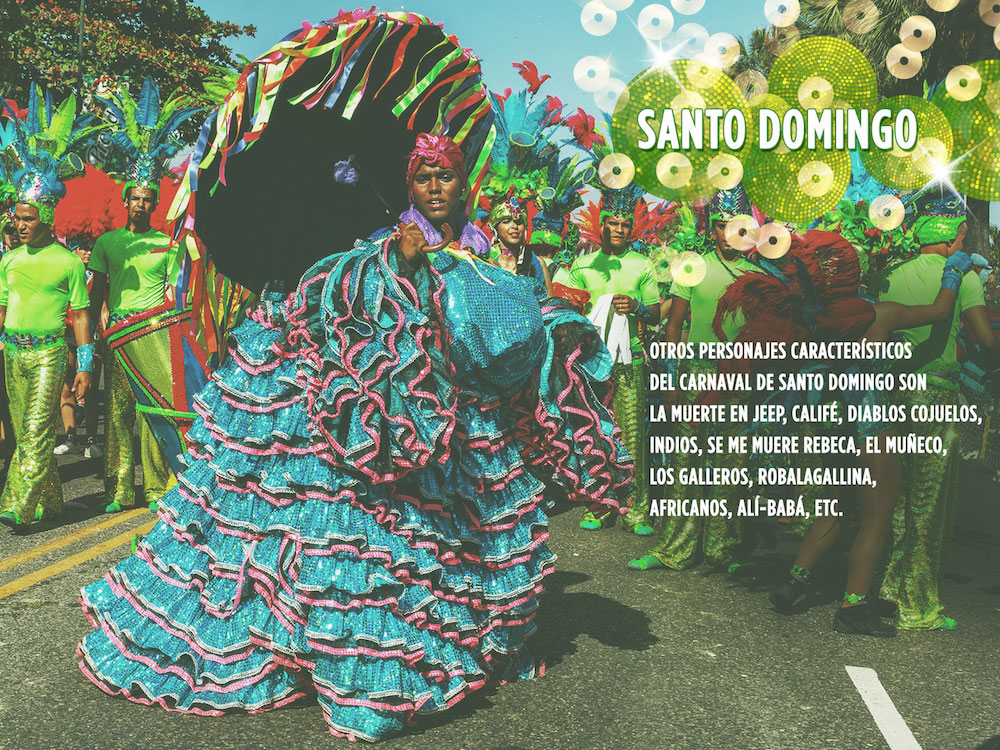 SANTO DOMINGO
OTROS PERSONAJES CARACTERÍSTICOS
DEL CARNAVAL DE SANTO DOMINGO SON
LA MUERTE EN JEEP, CALIFÉ, DIABLOS COJUELOS,
INDIOS, SE ME MUERE REBECA, EL MUÑECO,
LOS GALLEROS, ROBALAGALLINA,
AFRICANOS, ALÍ-BABÁ, ETC.